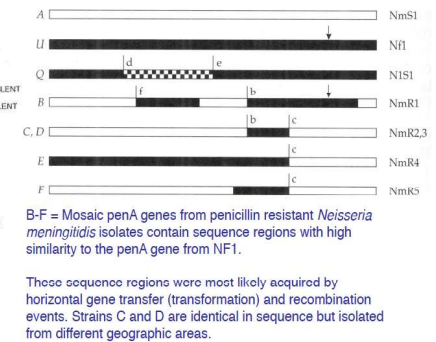 A NmS1
U Nf1
d e
Q N1S1
LENT
f b
B NmR1
LENT
b c
C, D NmR2,3
c
E NmR4
c
F NmR5
B-F = Mosaic penA genes from penicillin resistant Neisseria
meningitidis isolates contain sequence regions with high
similarity to the penA gene from NF1.
These sequence regions were most likely acquired by
horizontal gene transfer (transformation) and recombination
events. Strains C and D are identical in sequence but isolated
from different geographic areas.